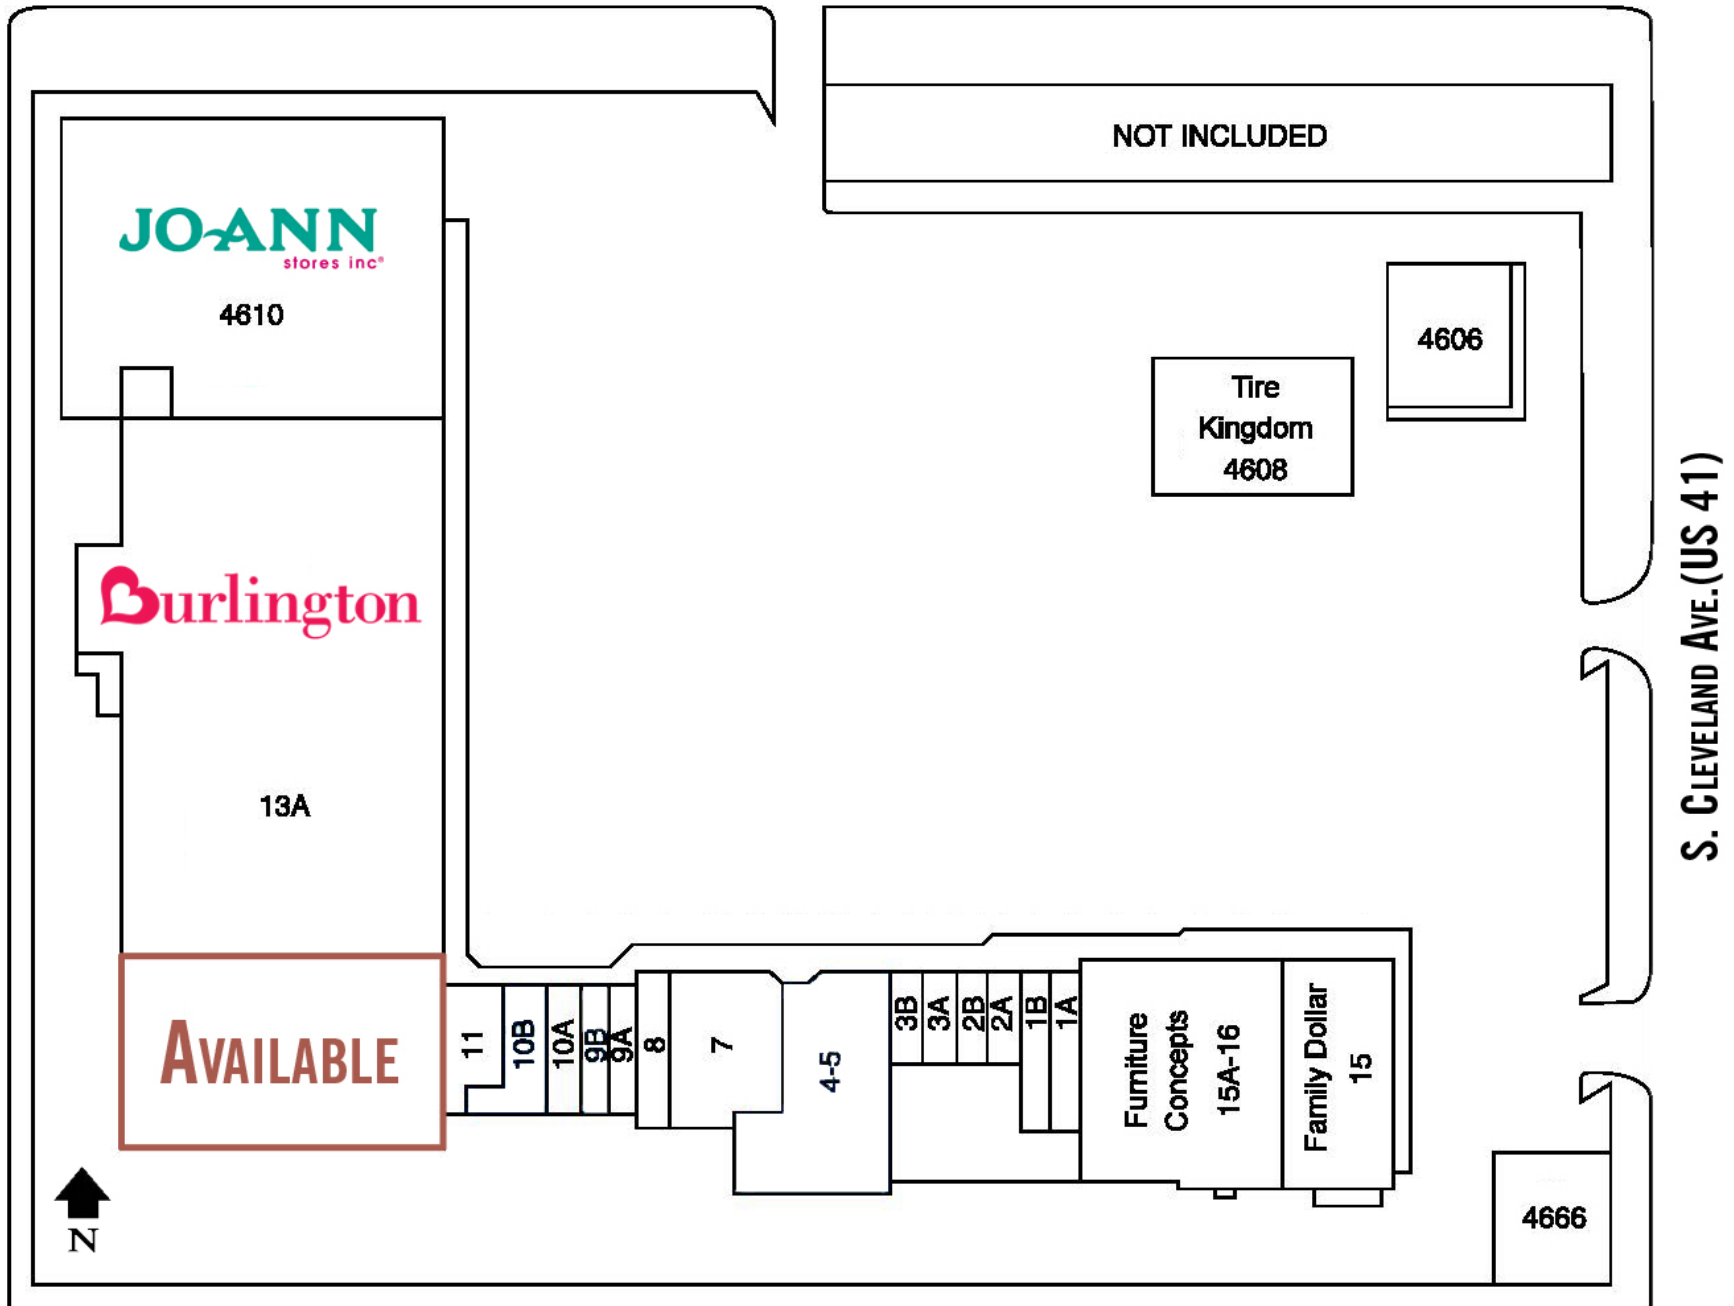 NOT INCLUDED
JO-ANN
stores inc®
4610
4606
Tire
Kingdom
4608
S. CLEVELAND AVE.(US 41)
Burlington
13A
AVAILABLE
11
10B
10A
9B
9A
8
7
4-5
3B
3A
2B
2A
1B
1A
Furniture
Concepts
15A-16
Family Dollar
15
4666
N